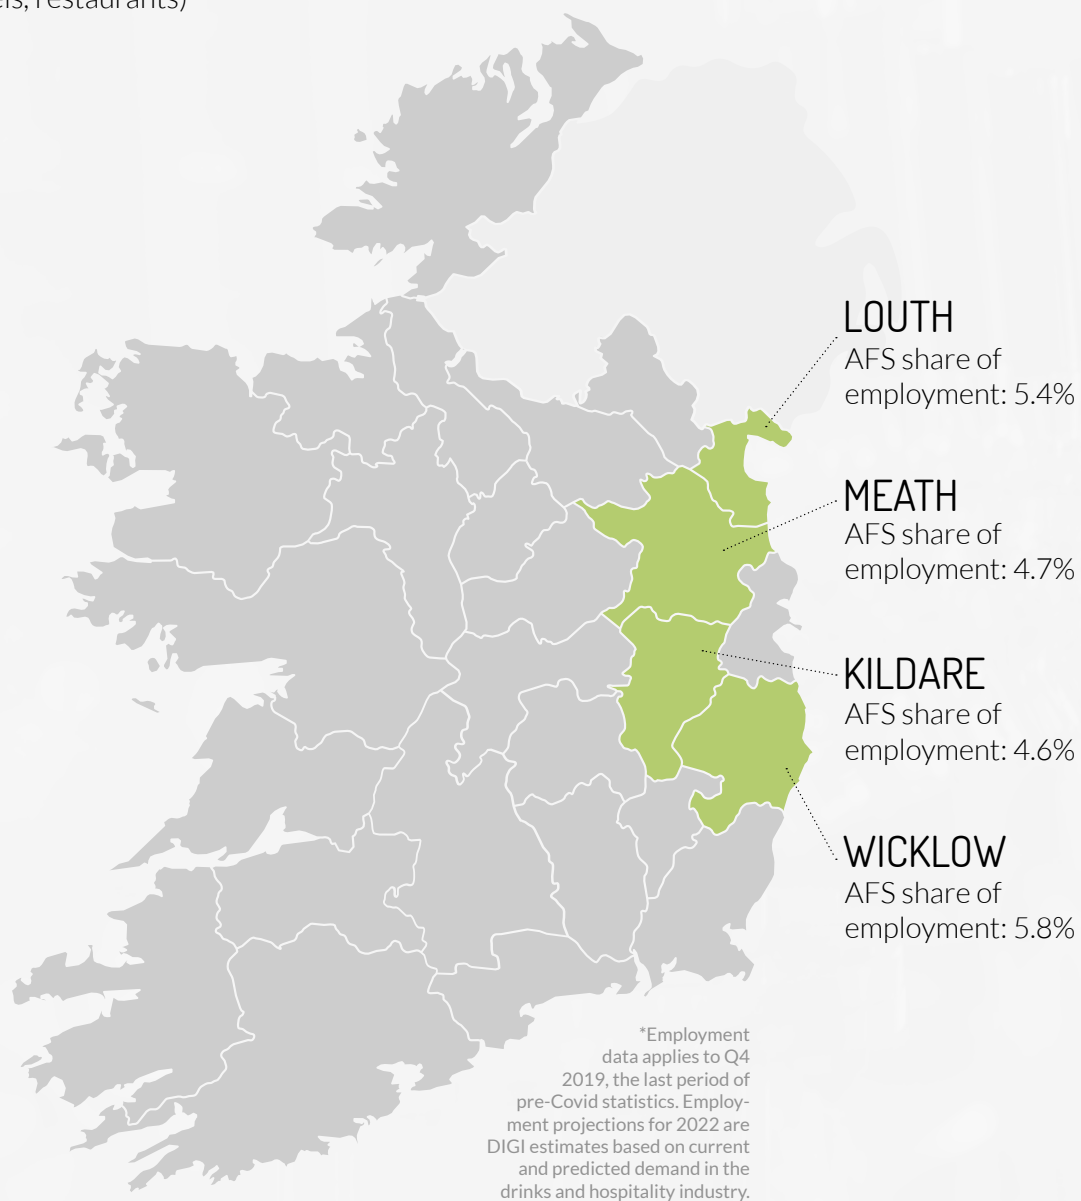 restaurants)
LOUTH
AFS share of
employment: 5.4%
MEATH
AFS share of
employment: 4.7%
KILDARE
AFS share of
employment: 4.6%
WICKLOW
AFS share of
employment: 5.8%
*Employment
data applies to Q4
2019, the last period of
pre-Covid statistics. Employ-
ment projections for 2022 are
DIGI estimates based on current
and predicted demand in the
drinks and hospitality industry.